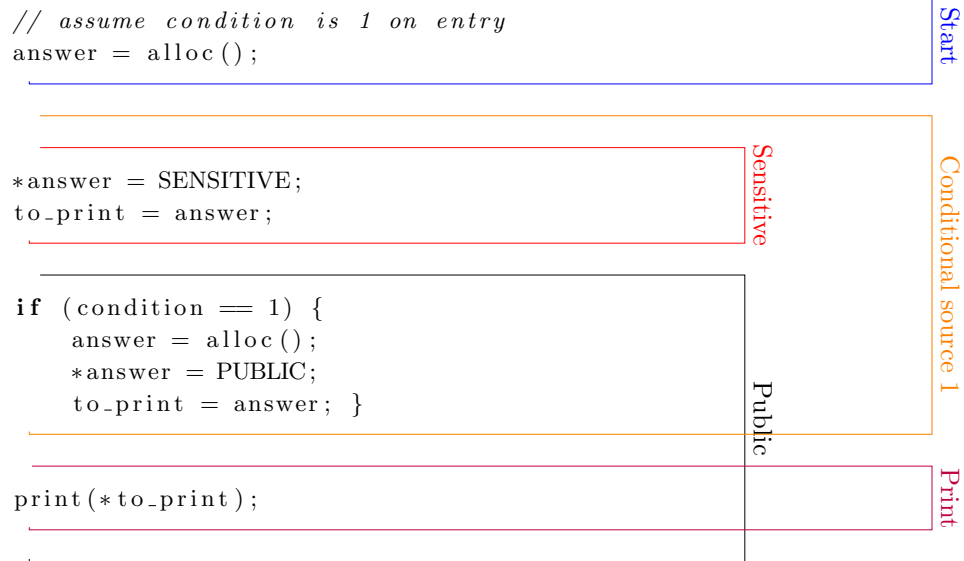 // assume condition is 1 on entry
answer = alloc();
Start
*answer = SENSITIVE;
to_print = answer;
Sensitive
if (condition == 1) {
answer = alloc();
*answer = PUBLIC;
to_print = answer; }
Public
Conditional source 1
print(*to_print);
Print